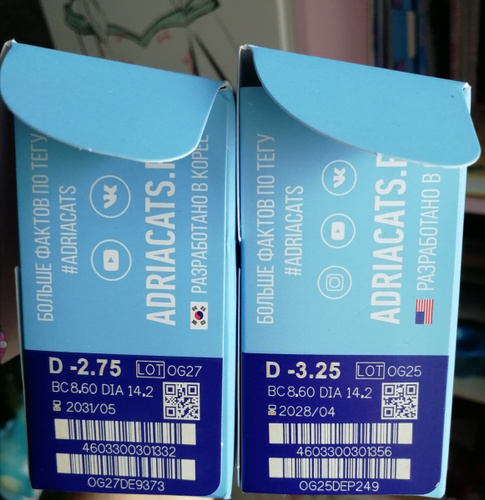 БОЛЬШЕ ФАКТОВ ПО ТЕГУ
#ADRIACATS
ADRIACATS.
РАЗРАБОТАНО В КОРЕЕ
D -2.75 LOT OG27
BC 8.60 DIA 14.2
2031/05
4603300301332
OG27DE9373
БОЛЬШЕ ФАКТОВ ПО ТЕГУ
#ADRIACATS
ADRIACATS.
РАЗРАБОТАНО В
D -3.25 LOT OG25
BC 8.60 DIA 14.2
2028/04
4603300301356
OG25DEP249